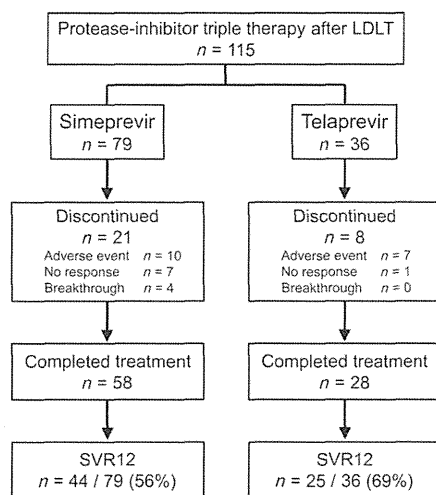 Protease-inhibitor triple therapy after LDLT
n = 115
Simeprevir
n = 79
Telaprevir
n = 36
Discontinued
n = 21
Adverse event n = 10
No response n = 7
Breakthrough n = 4
Discontinued
n = 8
Adverse event n = 7
No response n = 1
Breakthrough n = 0
Completed treatment
n = 58
Completed treatment
n = 28
SVR12
n = 44 / 79 (56%)
SVR12
n = 25 / 36 (69%)